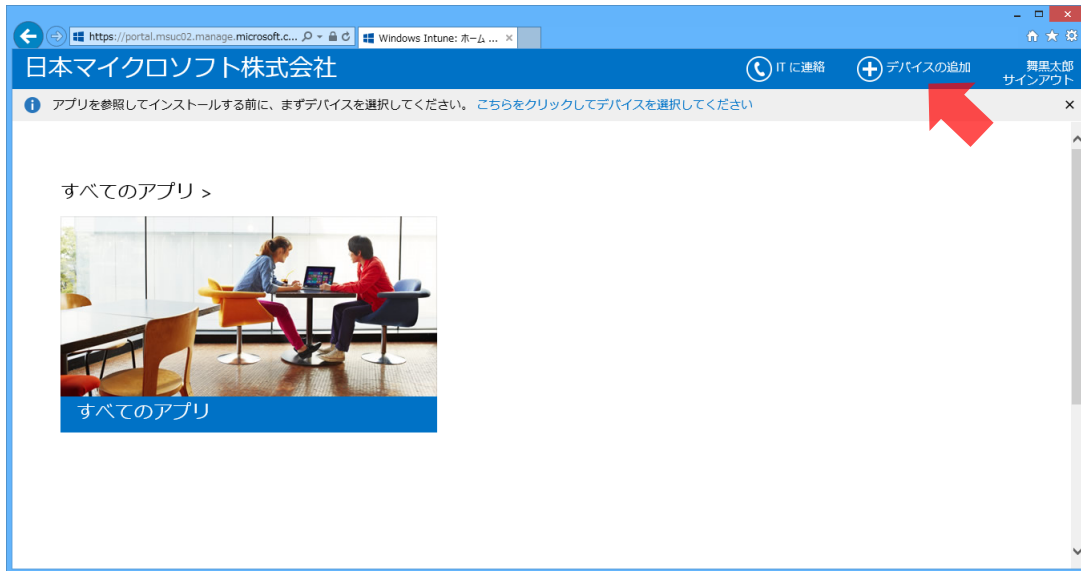 https://portal.msuc02.manage.microsoft.c...
Windows Intune: ホーム ...
日本マイクロソフト株式会社
IT に連絡
デバイスの追加
舞黒太郎
サインアウト
アプリを参照してインストールする前に、まずデバイスを選択してください。 こちらをクリックしてデバイスを選択してください
すべてのアプリ >
すべてのアプリ